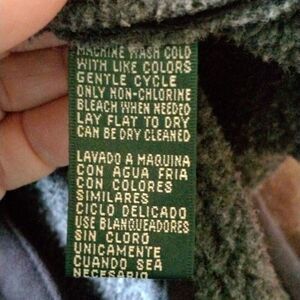 MACHINE WASH COLD
WITH LIKE COLORS
GENTLE CYCLE
ONLY NON-CHLORINE
BLEACH WHEN NEEDED
LAY FLAT TO DRY
CAN BE DRY CLEANED
LAVADO A MAQUINA
CON AGUA FRIA
CON COLORES
SIMILARES
CICLO DELICADO
USE BLANQUEADORES
SIN CLORO
UNICAMENTE
CUANDO SEA
NECESARIO